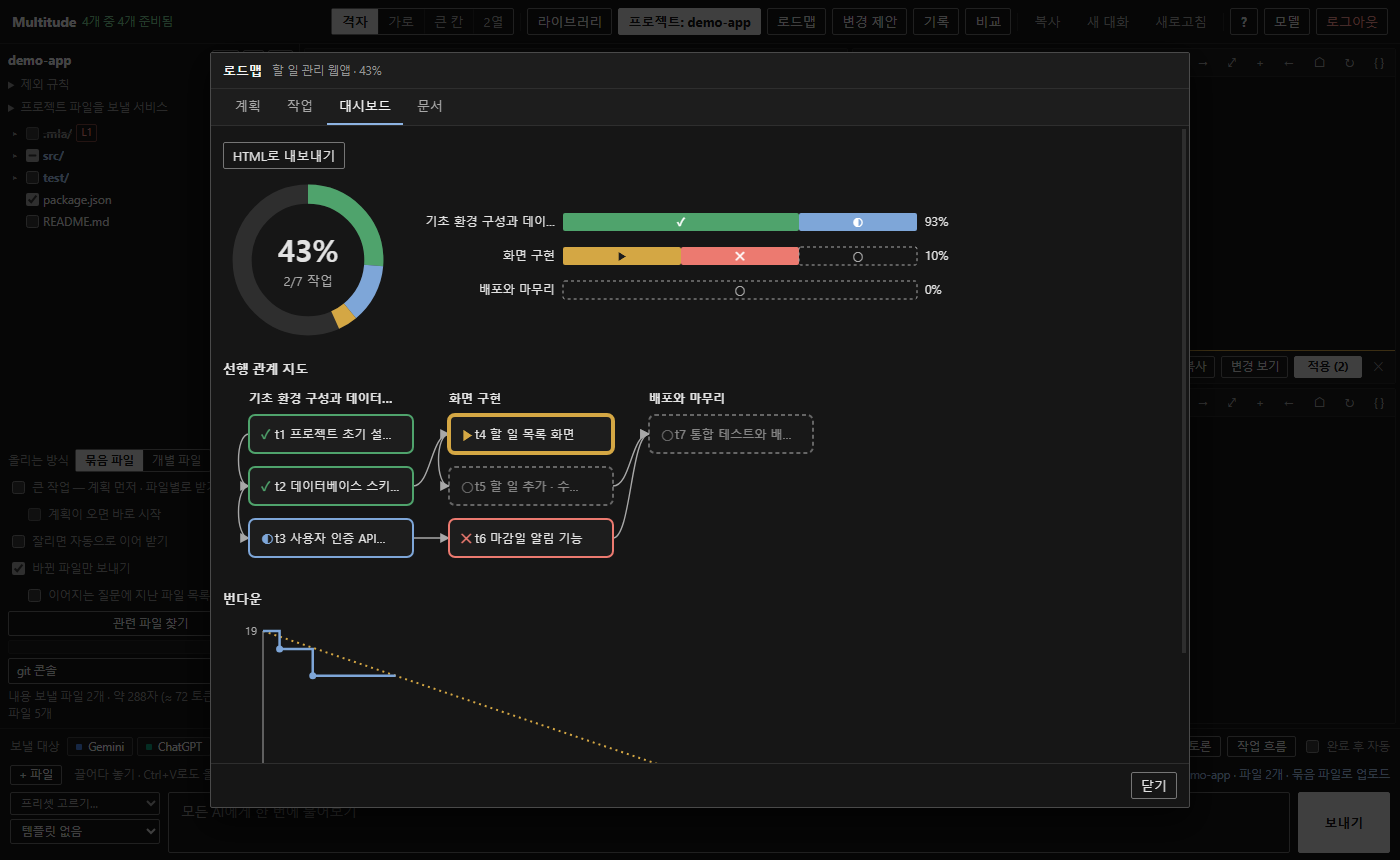 Multitude 4개 중 4개 준비됨
격자 가로 큰 칸 2열 라이브러리 프로젝트: demo-app 로드맵 변경 제안 기록 비교 복사 새 대화 새로고침 ? 모델 로그아웃
demo-app
▸ 제외 규칙
▸ 프로젝트 파일을 보낼 서비스
.mla/ L1
src/
test/
package.json
README.md
로드맵 할 일 관리 웹앱 · 43%
계획 작업 대시보드 문서
HTML로 내보내기
43%
2/7 작업
기초 환경 구성과 데이... 93%
화면 구현 10%
배포와 마무리 0%
선행 관계 지도
기초 환경 구성과 데이터... 화면 구현 배포와 마무리
✓ t1 프로젝트 초기 설... ▶ t4 할 일 목록 화면 ○ t7 통합 테스트와 배...
✓ t2 데이터베이스 스키... ○ t5 할 일 추가 · 수...
◐ t3 사용자 인증 API... ✕ t6 마감일 알림 기능
번다운
19
닫기
변경 보기 적용 (2)
올리는 방식 묶음 파일 개별 파일
큰 작업 — 계획 먼저 · 파일별로
계획이 오면 바로 시작
잘리면 자동으로 이어 받기
바뀐 파일만 보내기
이어지는 질문에 지난 파일 목록
관련 파일 찾기
git 콘솔
내용 보낼 파일 2개 · 약 288자 (≈ 72 토큰
파일 5개
보낼 대상 Gemini ChatGPT 토론 작업 흐름 완료 후 자동
+ 파일 끌어다 놓기 · Ctrl+V로도 파일 2개 · 묶음 파일로 업로드
프리셋 고르기... 모든 AI에게 한 번에 물어보기
템플릿 없음
보내기